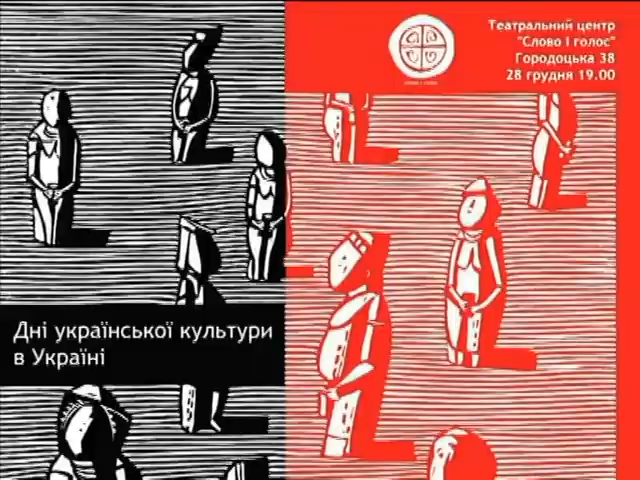 Театральний центр
"Слово І голос"
Городоцька 38
28 грудня 19.00
Дні української культури
в Україні